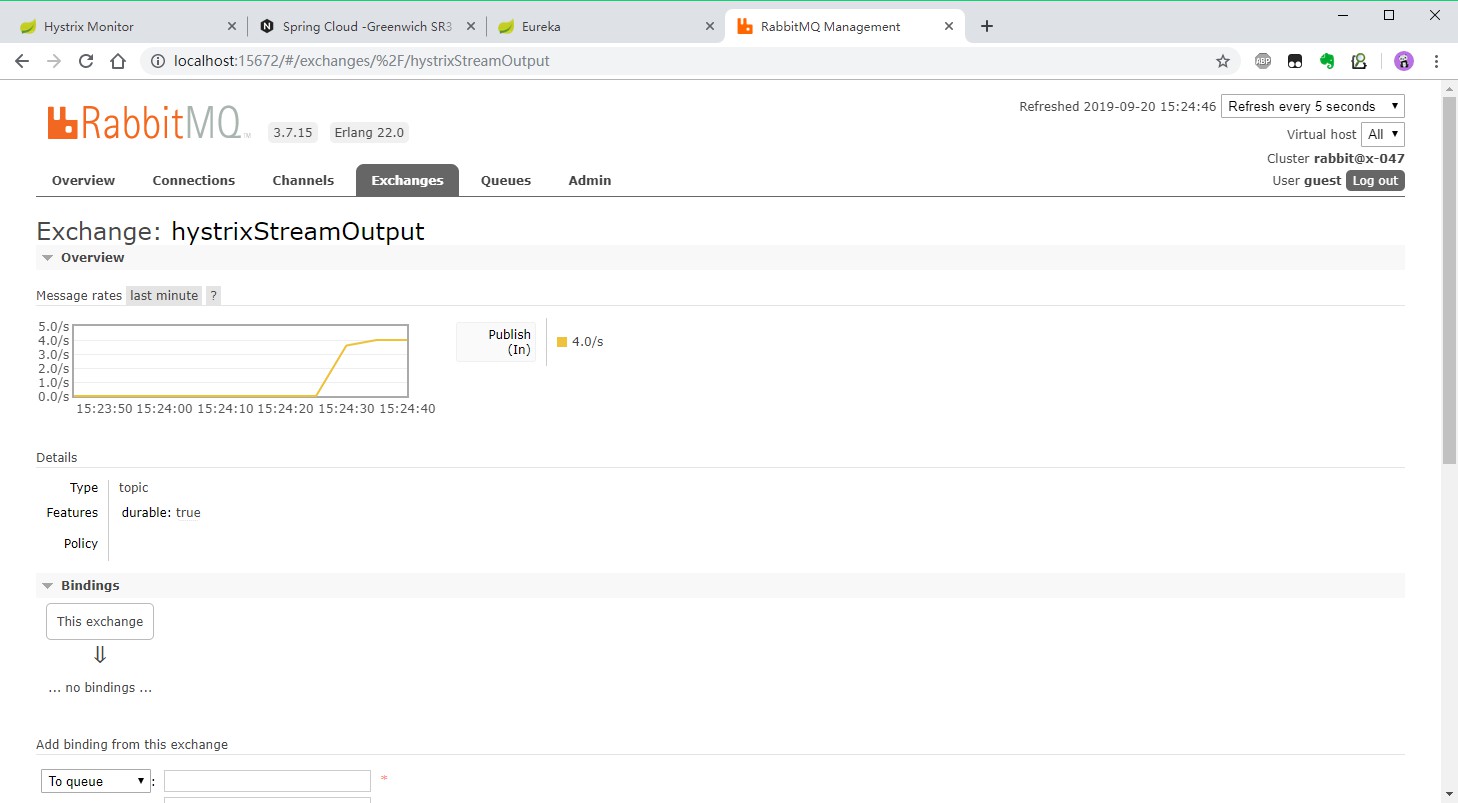 Hystrix Monitor
Spring Cloud -Greenwich SR3
Eureka
RabbitMQ Management
localhost:15672/#/exchanges/%2F/hystrixStreamOutput
ABP
RabbitMQ TM
3.7.15
Erlang 22.0
Refreshed 2019-09-20 15:24:46
Refresh every 5 seconds
Virtual host All
Cluster rabbit@x-047
User guest Log out
Overview Connections Channels Exchanges Queues Admin
Exchange: hystrixStreamOutput
Overview
Message rates last minute ?
5.0/s
4.0/s
3.0/s
2.0/s
1.0/s
0.0/s
15:23:50 15:24:00 15:24:10 15:24:20 15:24:30 15:24:40
Publish
(In)
4.0/s
Details
Type topic
Features durable: true
Policy
Bindings
This exchange
⇓
... no bindings ...
Add binding from this exchange
To queue : *